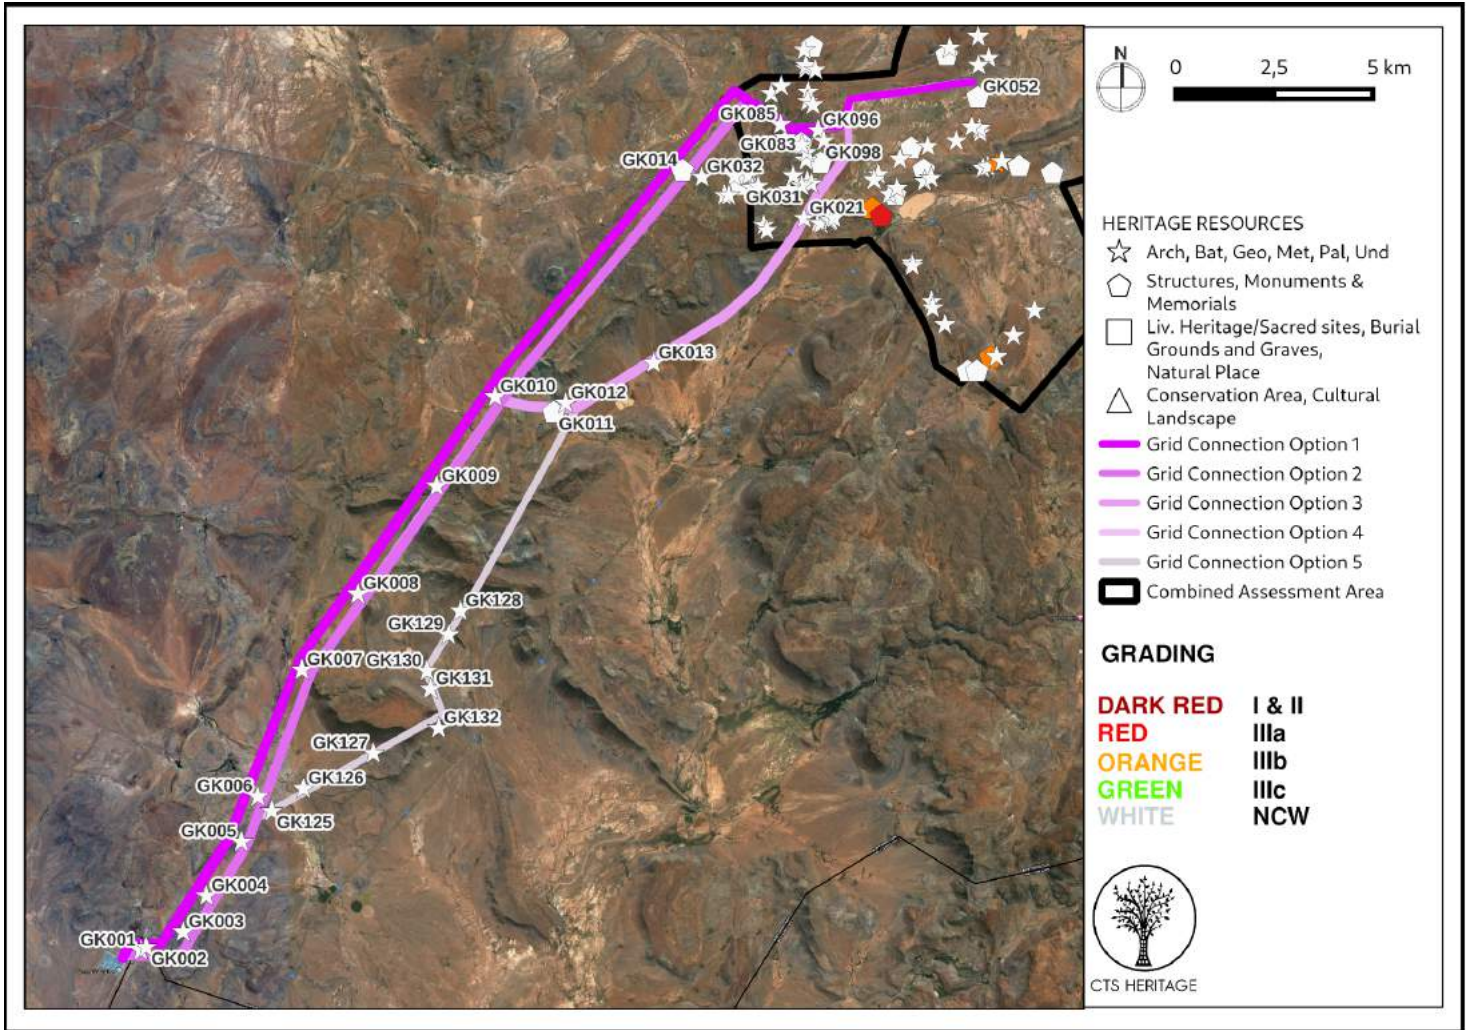 N
0 2,5 5 km
GK052
GK085
GK096
GK083
GK098
GK014
GK032
GK031
GK021
GK013
GK010
GK012
GK011
GK009
GK008
GK128
GK129
GK007
GK130
GK131
GK132
GK127
GK126
GK006
GK125
GK005
GK004
GK003
GK001
GK002
HERITAGE RESOURCES
Arch, Bat, Geo, Met, Pal, Und
Structures, Monuments &
Memorials
Liv. Heritage/Sacred sites, Burial
Grounds and Graves,
Natural Place
Conservation Area, Cultural
Landscape
Grid Connection Option 1
Grid Connection Option 2
Grid Connection Option 3
Grid Connection Option 4
Grid Connection Option 5
Combined Assessment Area
GRADING
DARK RED I & II
RED IIIa
ORANGE IIIb
GREEN IIIc
WHITE NCW
CTS HERITAGE